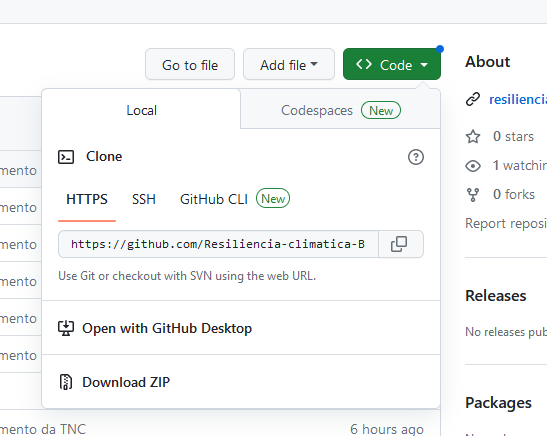 Go to file Add file Code About
Local Codespaces New
resiliencia
Clone
0 stars
mento
1 watching
HTTPS SSH GitHub CLI New
0 forks
mento
Report reposi
mento
https://github.com/Resiliencia-climatica-B
Use Git or checkout with SVN using the web URL.
mento
Releases
mento
Open with GitHub Desktop
No releases pub
Download ZIP
Packages
mento da TNC 6 hours ago